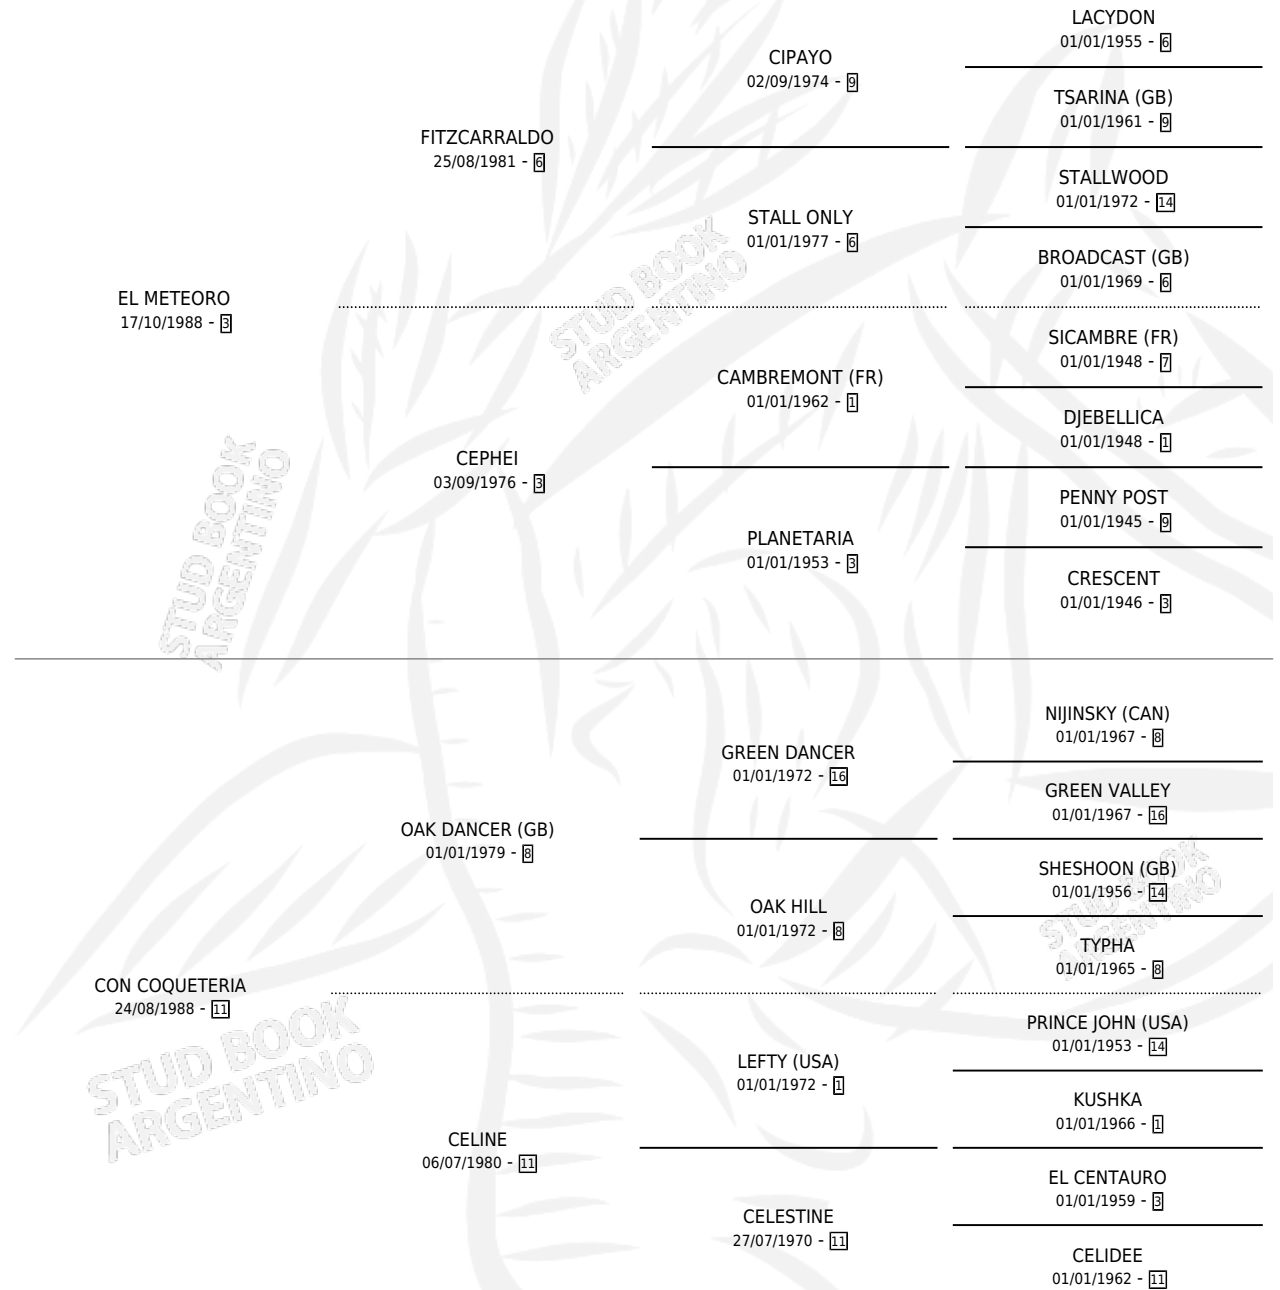 LACYDON
01/01/1955 - 6
CIPAYO
02/09/1974 - 9
TSARINA (GB)
01/01/1961 - 9
FITZCARRALDO
25/08/1981 - 6
STALLWOOD
01/01/1972 - 14
STALL ONLY
01/01/1977 - 6
BROADCAST (GB)
01/01/1969 - 6
EL METEORO
17/10/1988 - 3
STUD BOOK
ARGENTINO
SICAMBRE (FR)
01/01/1948 - 7
CAMBREMONT (FR)
01/01/1962 - 1
DJEBELLICA
01/01/1948 - 1
CEPHEI
03/09/1976 - 3
PENNY POST
01/01/1945 - 9
PLANETARIA
01/01/1953 - 3
CRESCENT
01/01/1946 - 3
STUD BOOK
ARGENTINO
NIJINSKY (CAN)
01/01/1967 - 8
GREEN DANCER
01/01/1972 - 16
GREEN VALLEY
01/01/1967 - 16
OAK DANCER (GB)
01/01/1979 - 8
SHESHOON (GB)
01/01/1956 - 14
OAK HILL
01/01/1972 - 8
STUD BOOK
ARGENTINO
TYPHA
01/01/1965 - 8
CON COQUETERIA
24/08/1988 - 11
PRINCE JOHN (USA)
01/01/1953 - 14
LEFTY (USA)
01/01/1972 - 1
KUSHKA
01/01/1966 - 1
STUD BOOK
ARGENTINO
CELINE
06/07/1980 - 11
EL CENTAURO
01/01/1959 - 3
CELESTINE
27/07/1970 - 11
CELIDEE
01/01/1962 - 11